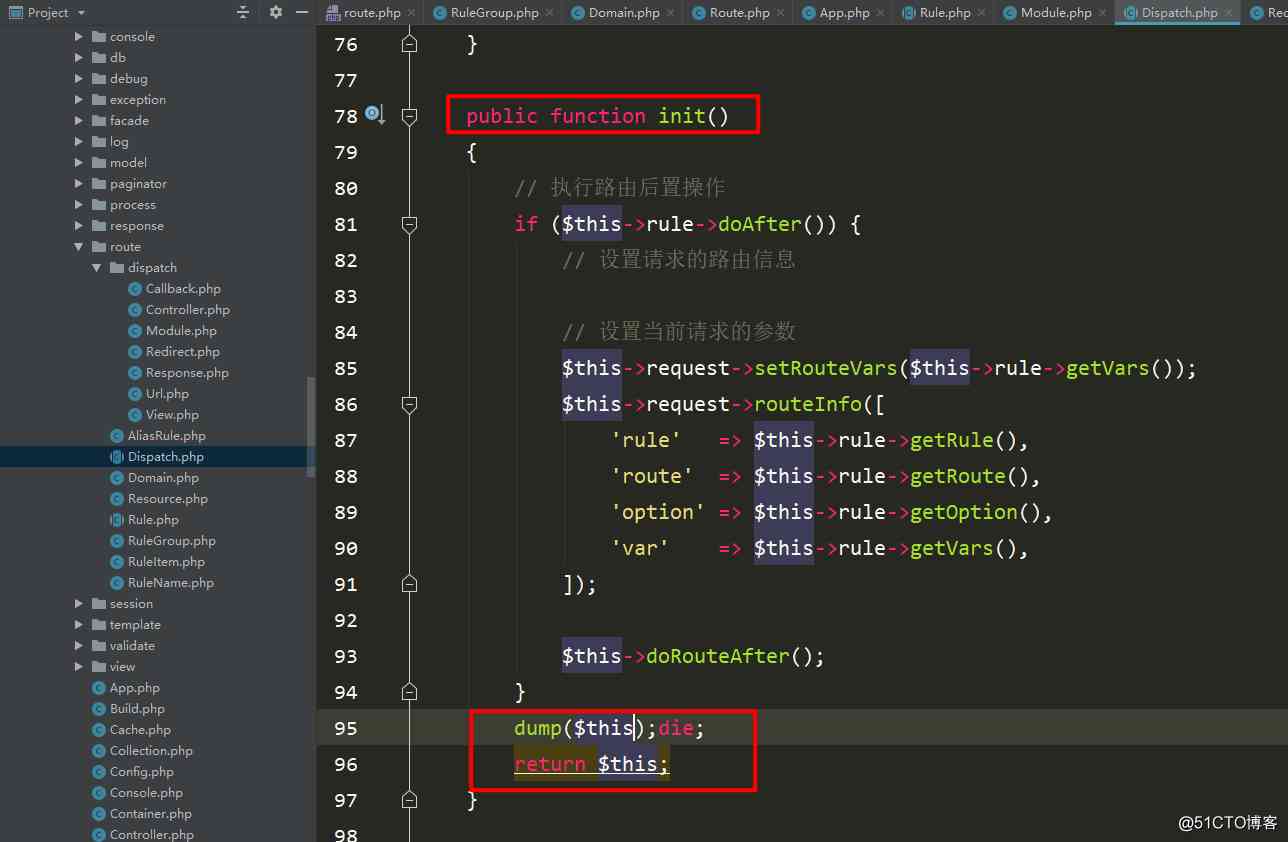 Project
route.php
RuleGroup.php
Domain.php
Route.php
App.php
Rule.php
Module.php
Dispatch.php
console
db
debug
exception
facade
log
model
paginator
process
response
route
dispatch
Callback.php
Controller.php
Module.php
Redirect.php
Response.php
Url.php
View.php
AliasRule.php
Dispatch.php
Domain.php
Resource.php
Rule.php
RuleGroup.php
RuleItem.php
RuleName.php
session
template
validate
view
App.php
Build.php
Cache.php
Collection.php
Config.php
Console.php
Container.php
Controller.php
76 }
77
78 public function init()
79 {
80 // 执行路由后置操作
81 if ($this->rule->doAfter()) {
82 // 设置请求的路由信息
83
84 // 设置当前请求的参数
85 $this->request->setRouteVars($this->rule->getVars());
86 $this->request->routeInfo([
87 'rule' => $this->rule->getRule(),
88 'route' => $this->rule->getRoute(),
89 'option' => $this->rule->getOption(),
90 'var' => $this->rule->getVars(),
91 ]);
92
93 $this->doRouteAfter();
94 }
95 dump($this);die;
96 return $this;
97 }
98
@51CTO博客